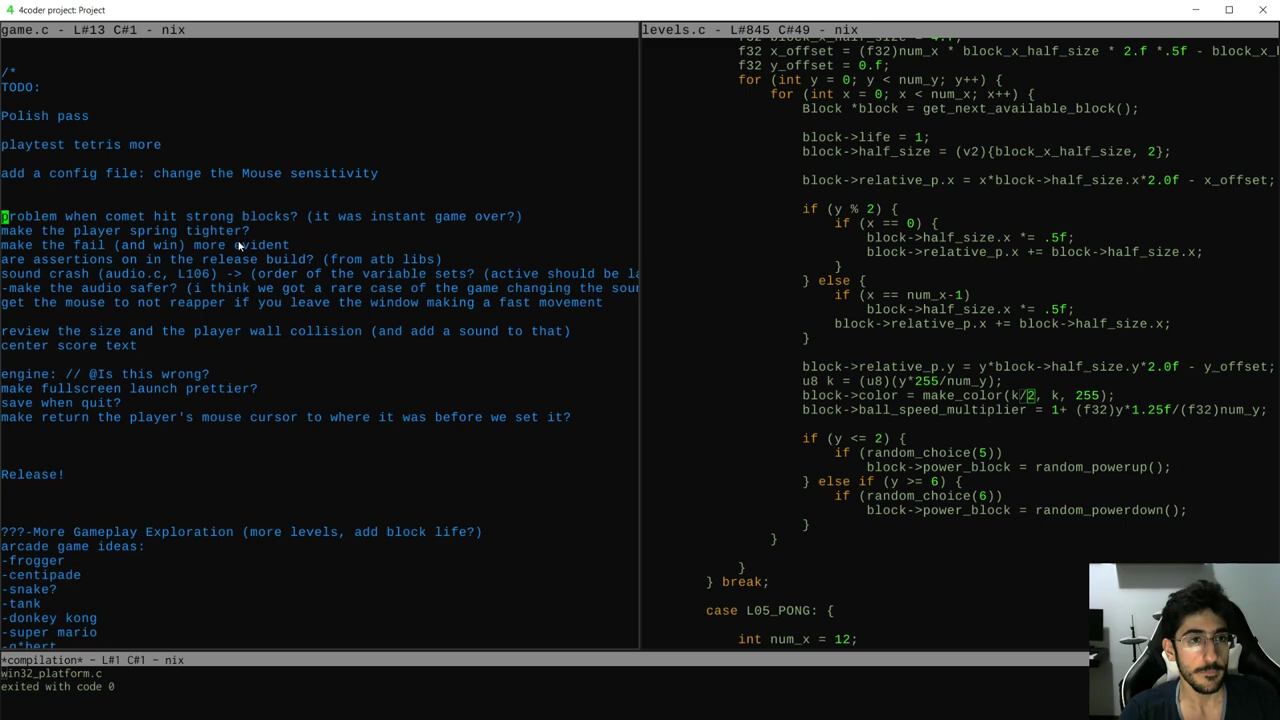 4coder project: Project
game.c - L#13 C#1 - nix
/*
TODO:
Polish pass
playtest tetris more
add a config file: change the Mouse sensitivity
problem when comet hit strong blocks? (it was instant game over?)
make the player spring tighter?
make the fail (and win) more evident
are assertions on in the release build? (from atb libs)
sound crash (audio.c, L106) -> (order of the variable sets? (active should be la
-make the audio safer? (i think we got a rare case of the game changing the sou
get the mouse to not reapper if you leave the window making a fast movement
review the size and the player wall collision (and add a sound to that)
center score text
engine: // @Is this wrong?
make fullscreen launch prettier?
save when quit?
make return the player's mouse cursor to where it was before we set it?
Release!
???-More Gameplay Exploration (more levels, add block life?)
arcade game ideas:
-frogger
-centipade
-snake?
-tank
-donkey kong
-super mario
-q*bert
levels.c - L#845 C#49 - nix
f32 block_x_half_size = 4.f;
f32 x_offset = (f32)num_x * block_x_half_size * 2.f *.5f - block_x_h
f32 y_offset = 0.f;
for (int y = 0; y < num_y; y++) {
for (int x = 0; x < num_x; x++) {
Block *block = get_next_available_block();
block->life = 1;
block->half_size = (v2){block_x_half_size, 2};
block->relative_p.x = x*block->half_size.x*2.0f - x_offset;
if (y % 2) {
if (x == 0) {
block->half_size.x *= .5f;
block->relative_p.x += block->half_size.x;
}
} else {
if (x == num_x-1)
block->half_size.x *= .5f;
block->relative_p.x += block->half_size.x;
}
block->relative_p.y = y*block->half_size.y*2.0f - y_offset;
u8 k = (u8)(y*255/num_y);
block->color = make_color(k/2, k, 255);
block->ball_speed_multiplier = 1+ (f32)y*1.25f/(f32)num_y;
if (y <= 2) {
if (random_choice(5))
block->power_block = random_powerup();
} else if (y >= 6) {
if (random_choice(6))
block->power_block = random_powerdown();
}
}
}
} break;
case L05_PONG: {
int num_x = 12;
*compilation* - L#1 C#1 - nix
win32_platform.c
exited with code 0